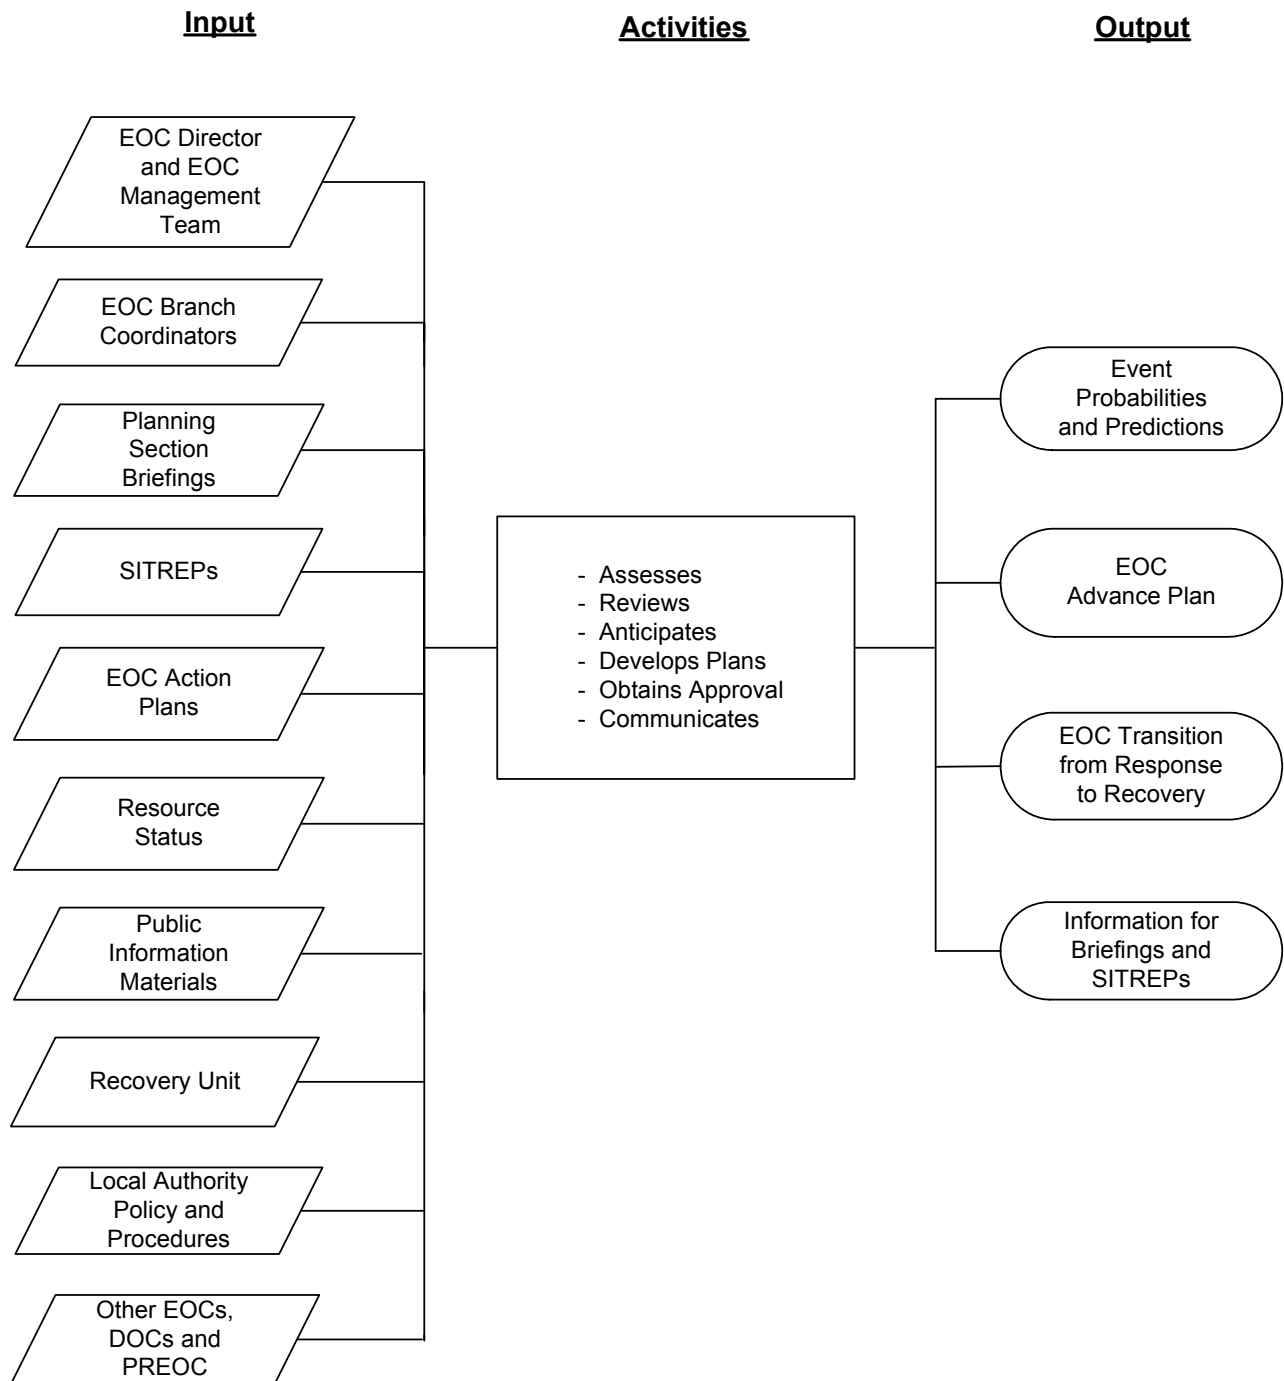 Input
Activities
Output
EOC Director
and EOC
Management
Team
EOC Branch
Coordinators
Planning
Section
Briefings
SITREPs
EOC Action
Plans
Resource
Status
Public
Information
Materials
Recovery Unit
Local Authority
Policy and
Procedures
Other EOCs,
DOCs and
PREOC
- Assesses
- Reviews
- Anticipates
- Develops Plans
- Obtains Approval
- Communicates
Event
Probabilities
and Predictions
EOC
Advance Plan
EOC Transition
from Response
to Recovery
Information for
Briefings and
SITREPs